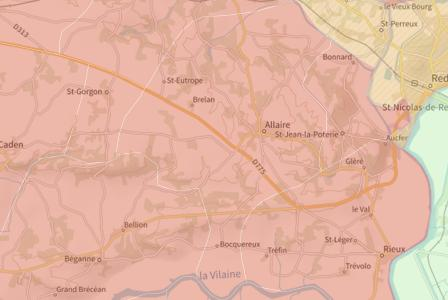 le Vieux Bourg
St-Perreux
D313
Bonnard
St-Eutrope
St-Gorgon
Brelan
St Nicolas-de-Re
Allaire
St-Jean-la-Poterie
Aucfer
Caden
Gléré
D775
le Val
Bellion
Bocquereux
St-Léger
Tréfin
Rieux
Béganne
Trévolo
la Vilaine
Grand Brécéan